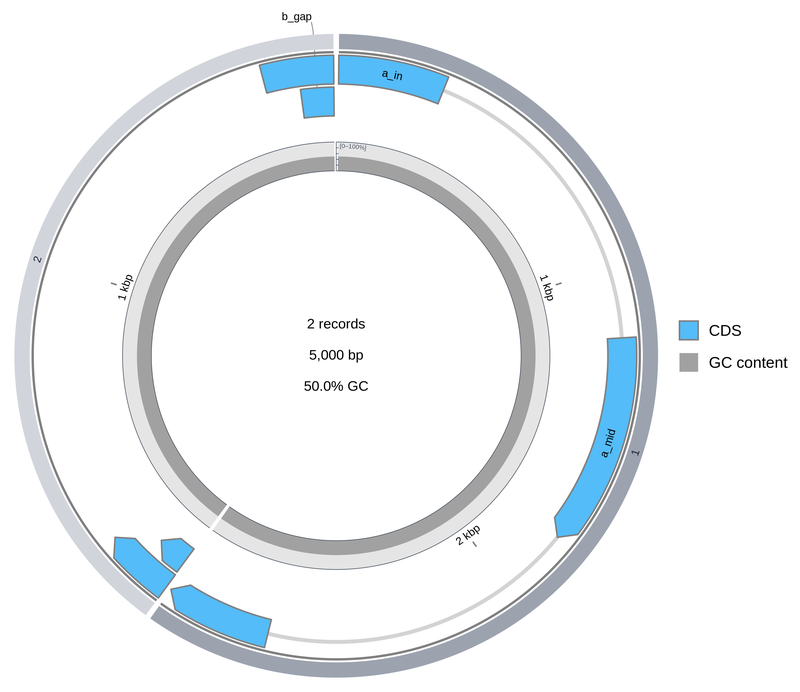 b_gap
a_in
[0–100%]
2
1 kbp
1 kbp
2 records
5,000 bp
50.0% GC
CDS
GC content
a_mid
1
2 kbp